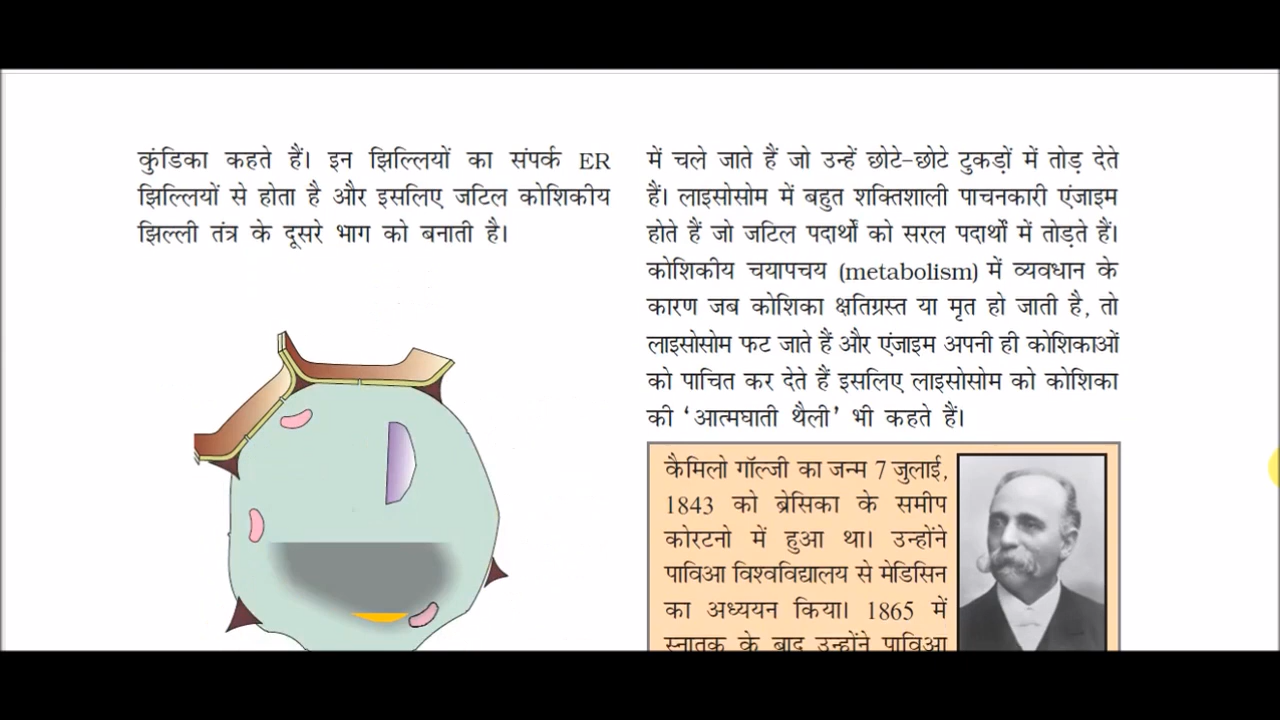 कुंडिका कहते हैं। इन झिल्लियों का संपर्क ER
झिल्लियों से होता है और इसलिए जटिल कोशिकीय
झिल्ली तंत्र के दूसरे भाग को बनाती है।
में चले जाते हैं जो उन्हें छोटे-छोटे टुकड़ों में तोड़ देते
हैं। लाइसोसोम में बहुत शक्तिशाली पाचनकारी एंजाइम
होते हैं जो जटिल पदार्थों को सरल पदार्थों में तोड़ते हैं।
कोशिकीय चयापचय (metabolism) में व्यवधान के
कारण जब कोशिका क्षतिग्रस्त या मृत हो जाती है, तो
लाइसोसोम फट जाते हैं और एंजाइम अपनी ही कोशिकाओं
को पाचित कर देते हैं इसलिए लाइसोसोम को कोशिका
की ‘आत्मघाती थैली’ भी कहते हैं।
कैमिलो गॉल्जी का जन्म 7 जुलाई,
1843 को ब्रेसिका के समीप
कोरटनो में हुआ था। उन्होंने
पाविआ विश्वविद्यालय से मेडिसिन
का अध्ययन किया। 1865 में
स्नातक के बाद उन्होंने पाविआ